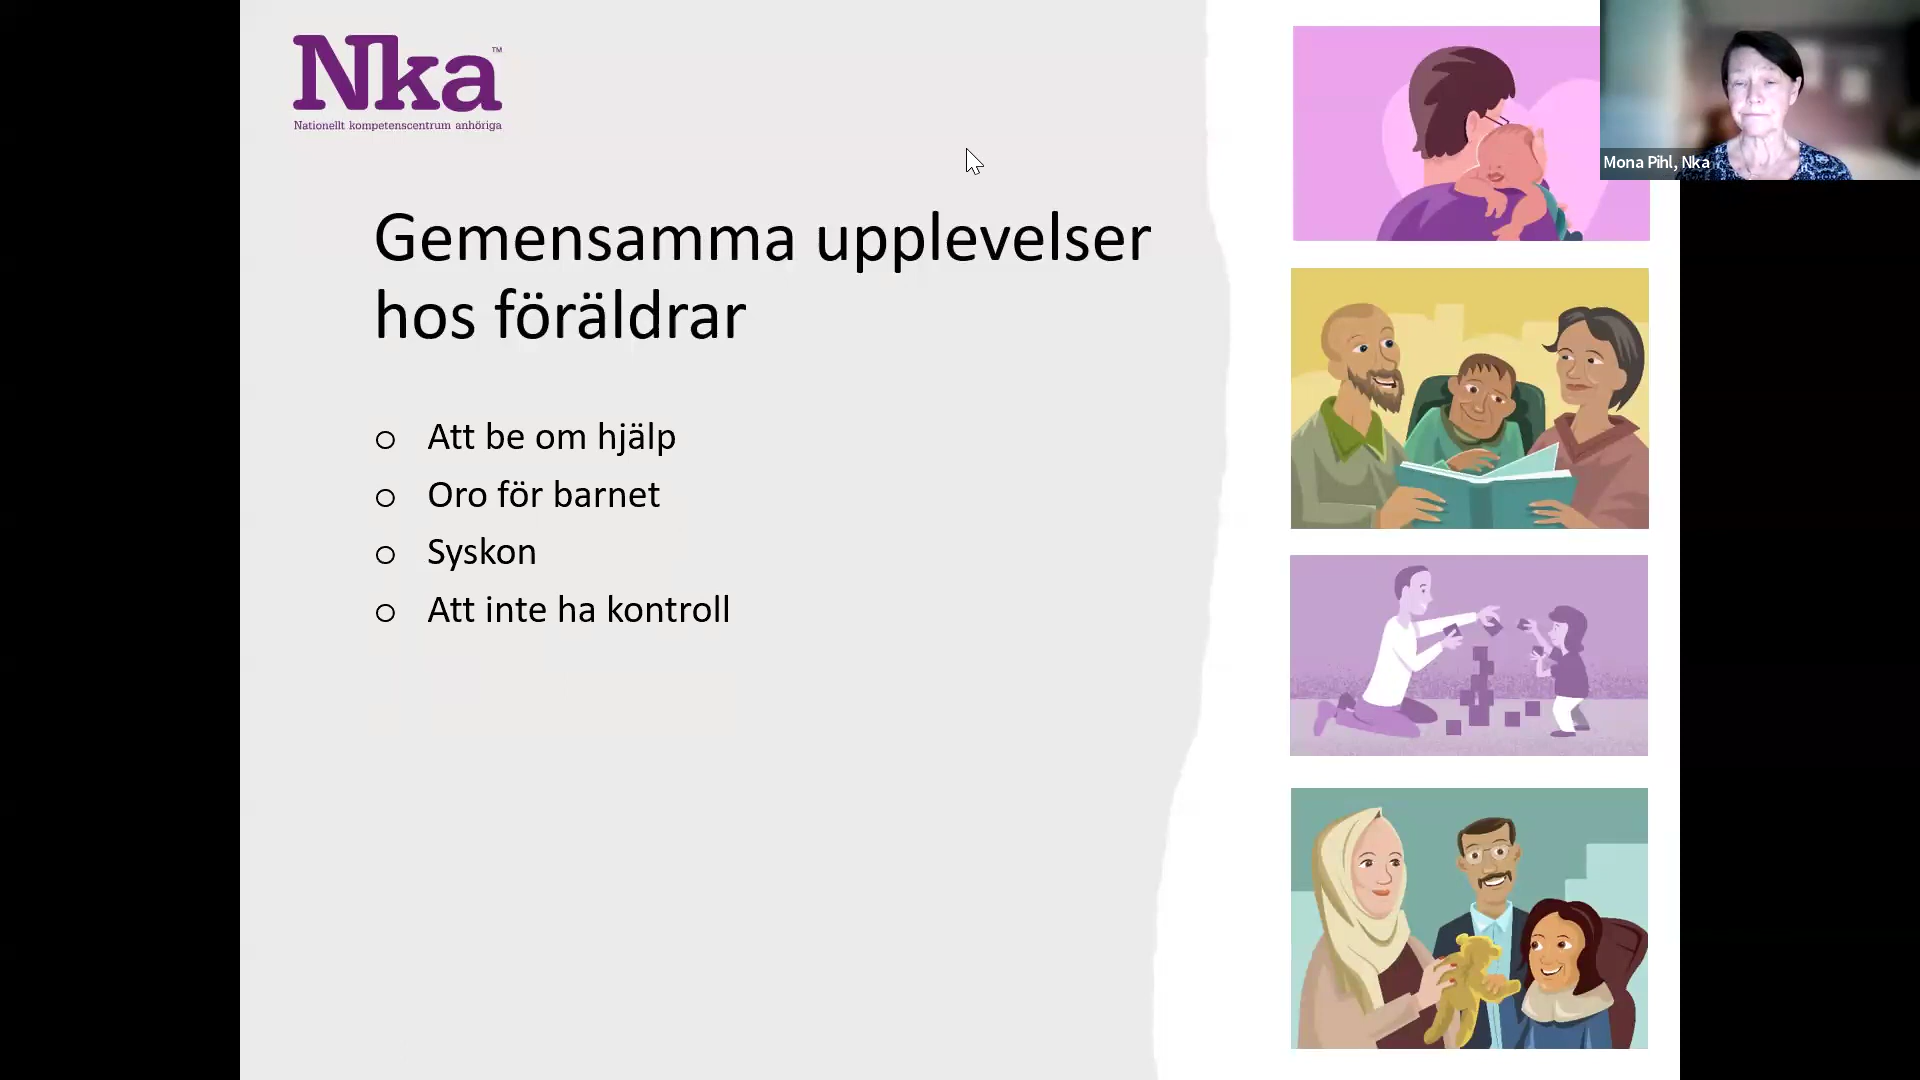 Nka™
Nationellt kompetenscentrum anhöriga
Mona Pihl, Nka
Gemensamma upplevelser
hos föräldrar
o Att be om hjälp
o Oro för barnet
o Syskon
o Att inte ha kontroll